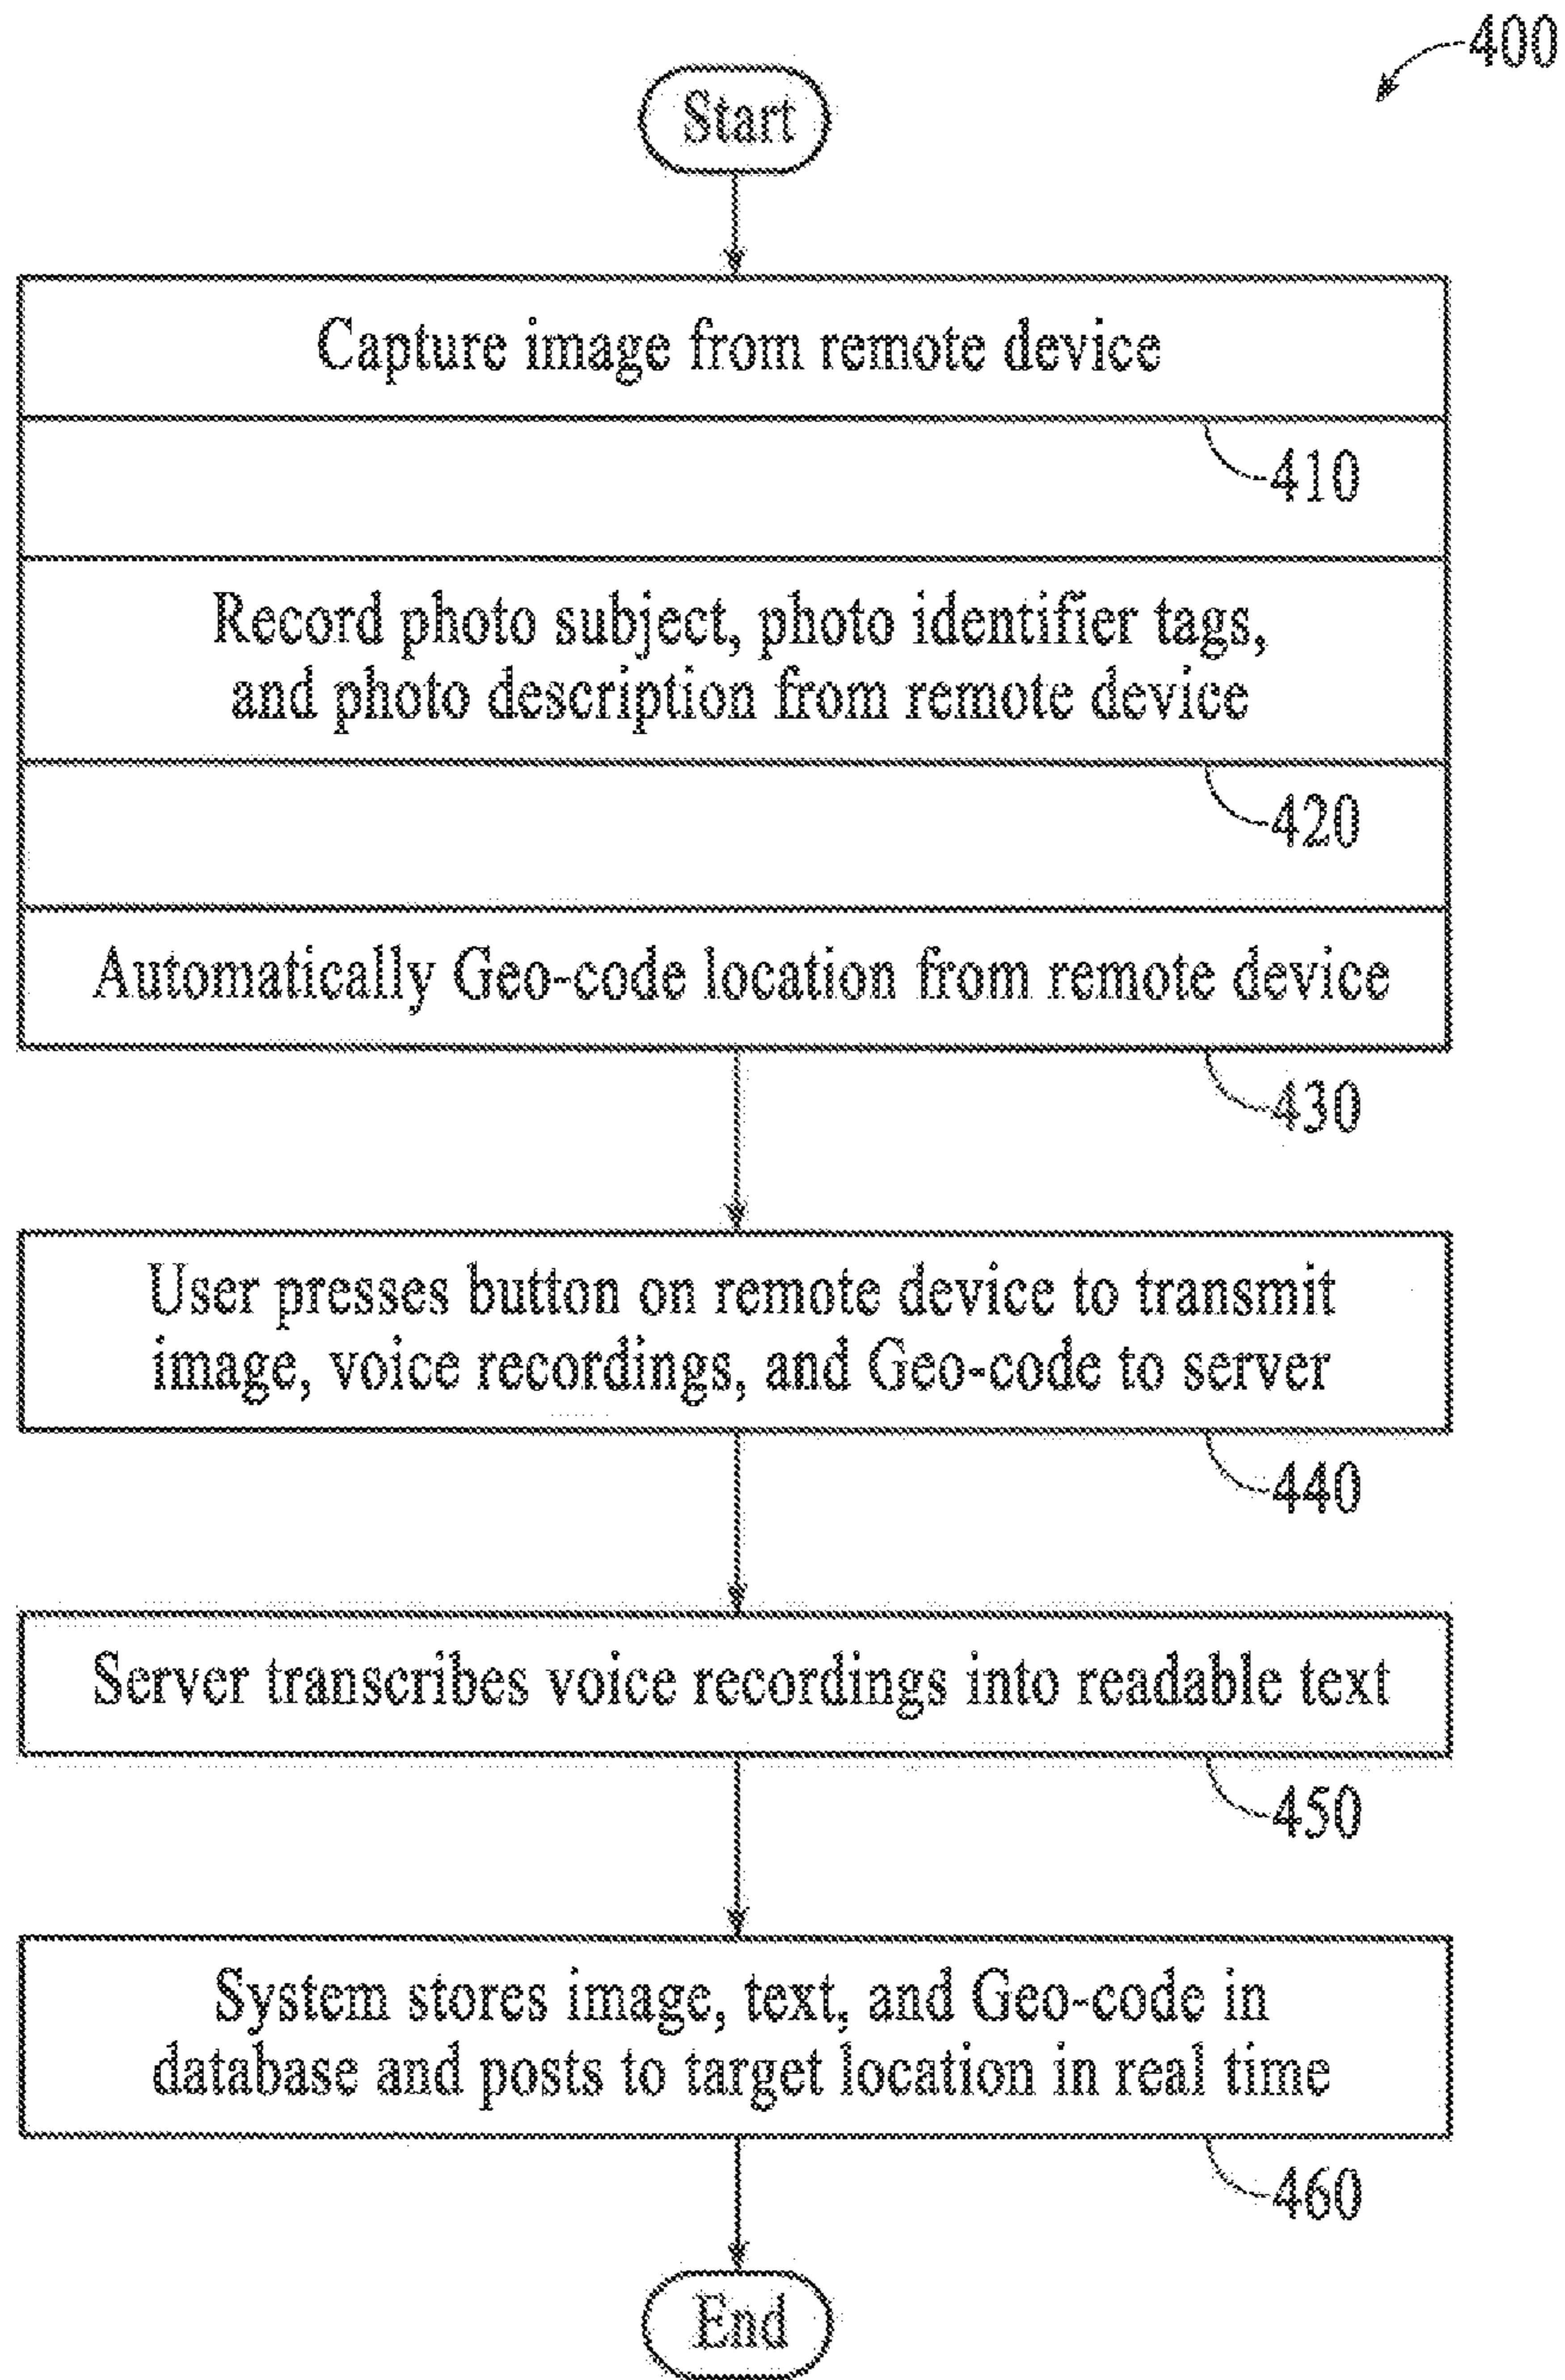 400
Start
Capture image from remote device
410
Record photo subject, photo identifier tags,
and photo description from remote device
420
Automatically Geo-code location from remote device
430
User presses button on remote device to transmit
image, voice recordings, and Geo-code to server
440
Server transcribes voice recordings into readable text
450
System stores image, text, and Geo-code in
database and posts to target location in real time
460
End